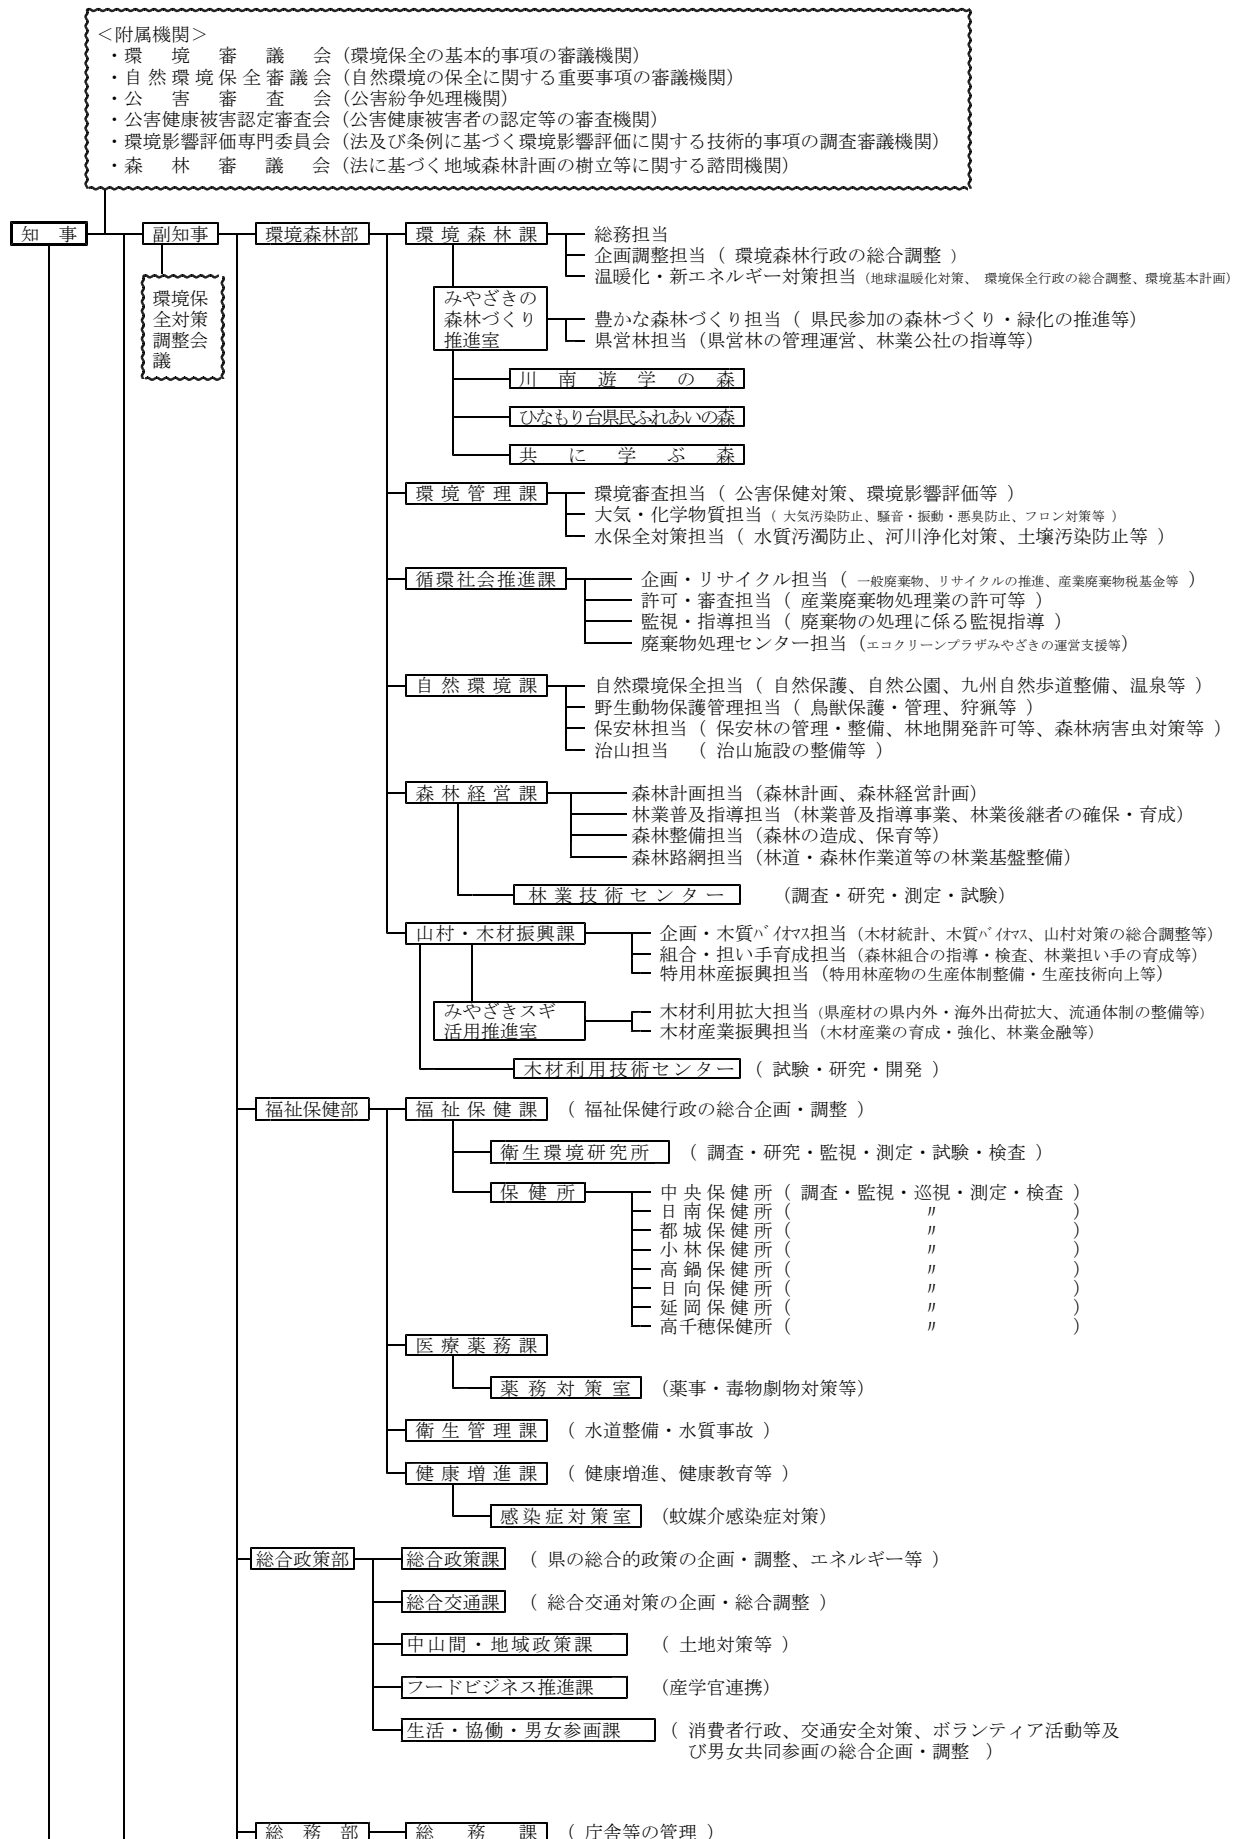 ＜附属機関＞
・環境審議会（環境保全の基本的事項の審議機関）
・自然環境保全審議会（自然環境の保全に関する重要事項の審議機関）
・公害審査会（公害紛争処理機関）
・公害健康被害認定審査会（公害健康被害者の認定等の審査機関）
・環境影響評価専門委員会（法及び条例に基づく環境影響評価に関する技術的事項の調査審議機関）
・森林審議会（法に基づく地域森林計画の樹立等に関する諮問機関）
知事 副知事 環境森林部 環境森林課 総務担当
企画調整担当（ 環境森林行政の総合調整 ）
温暖化・新エネルギー対策担当（地球温暖化対策、 環境保全行政の総合調整、環境基本計画）
環境保
全対策
調整会
議
みやざきの
森林づくり
推進室
豊かな森林づくり担当（ 県民参加の森林づくり・緑化の推進等）
県営林担当（県営林の管理運営、林業公社の指導等）
川南遊学の森
ひなもり台県民ふれあいの森
共に学ぶ森
環境管理課 環境審査担当（ 公害保健対策、環境影響評価等 ）
大気・化学物質担当（ 大気汚染防止、騒音・振動・悪臭防止、フロン対策等 ）
水保全対策担当（ 水質汚濁防止、河川浄化対策、土壌汚染防止等 ）
循環社会推進課 企画・リサイクル担当（ 一般廃棄物、リサイクルの推進、産業廃棄物税基金等 ）
許可・審査担当（ 産業廃棄物処理業の許可等 ）
監視・指導担当（ 廃棄物の処理に係る監視指導 ）
廃棄物処理センター担当（エコクリーンプラザみやざきの運営支援等）
自然環境課 自然環境保全担当（ 自然保護、自然公園、九州自然歩道整備、温泉等 ）
野生動物保護管理担当（ 鳥獣保護・管理、狩猟等 ）
保安林担当（ 保安林の管理・整備、林地開発許可等、森林病害虫対策等 ）
治山担当 （ 治山施設の整備等 ）
森林経営課 森林計画担当（森林計画、森林経営計画）
林業普及指導担当（林業普及指導事業、林業後継者の確保・育成）
森林整備担当（森林の造成、保育等）
森林路網担当（林道・森林作業道等の林業基盤整備）
林業技術センター （調査・研究・測定・試験）
山村・木材振興課 企画・木質ﾊﾞｲｵﾏｽ担当（木材統計、木質ﾊﾞｲｵﾏｽ、山村対策の総合調整等）
組合・担い手育成担当（森林組合の指導・検査、林業担い手の育成等）
特用林産振興担当（特用林産物の生産体制整備・生産技術向上等）
みやざきスギ
活用推進室
木材利用拡大担当（県産材の県内外・海外出荷拡大、流通体制の整備等）
木材産業振興担当（木材産業の育成・強化、林業金融等）
木材利用技術センター （ 試験・研究・開発 ）
福祉保健部 福祉保健課 （ 福祉保健行政の総合企画・調整 ）
衛生環境研究所 （ 調査・研究・監視・測定・試験・検査 ）
保健所 中央保健所（ 調査・監視・巡視・測定・検査 ）
日南保健所（ 〃 ）
都城保健所（ 〃 ）
小林保健所（ 〃 ）
高鍋保健所（ 〃 ）
日向保健所（ 〃 ）
延岡保健所（ 〃 ）
高千穂保健所（ 〃 ）
医療薬務課
薬務対策室 （薬事・毒物劇物対策等）
衛生管理課 （ 水道整備・水質事故 ）
健康増進課 （ 健康増進、健康教育等 ）
感染症対策室 （蚊媒介感染症対策）
総合政策部 総合政策課 （ 県の総合的政策の企画・調整、エネルギー等 ）
総合交通課 （ 総合交通対策の企画・総合調整 ）
中山間・地域政策課 （ 土地対策等 ）
フードビジネス推進課 （産学官連携）
生活・協働・男女参画課 （ 消費者行政、交通安全対策、ボランティア活動等及
び男女共同参画の総合企画・調整 ）
総務部 総務課 （ 庁舎等の管理 ）